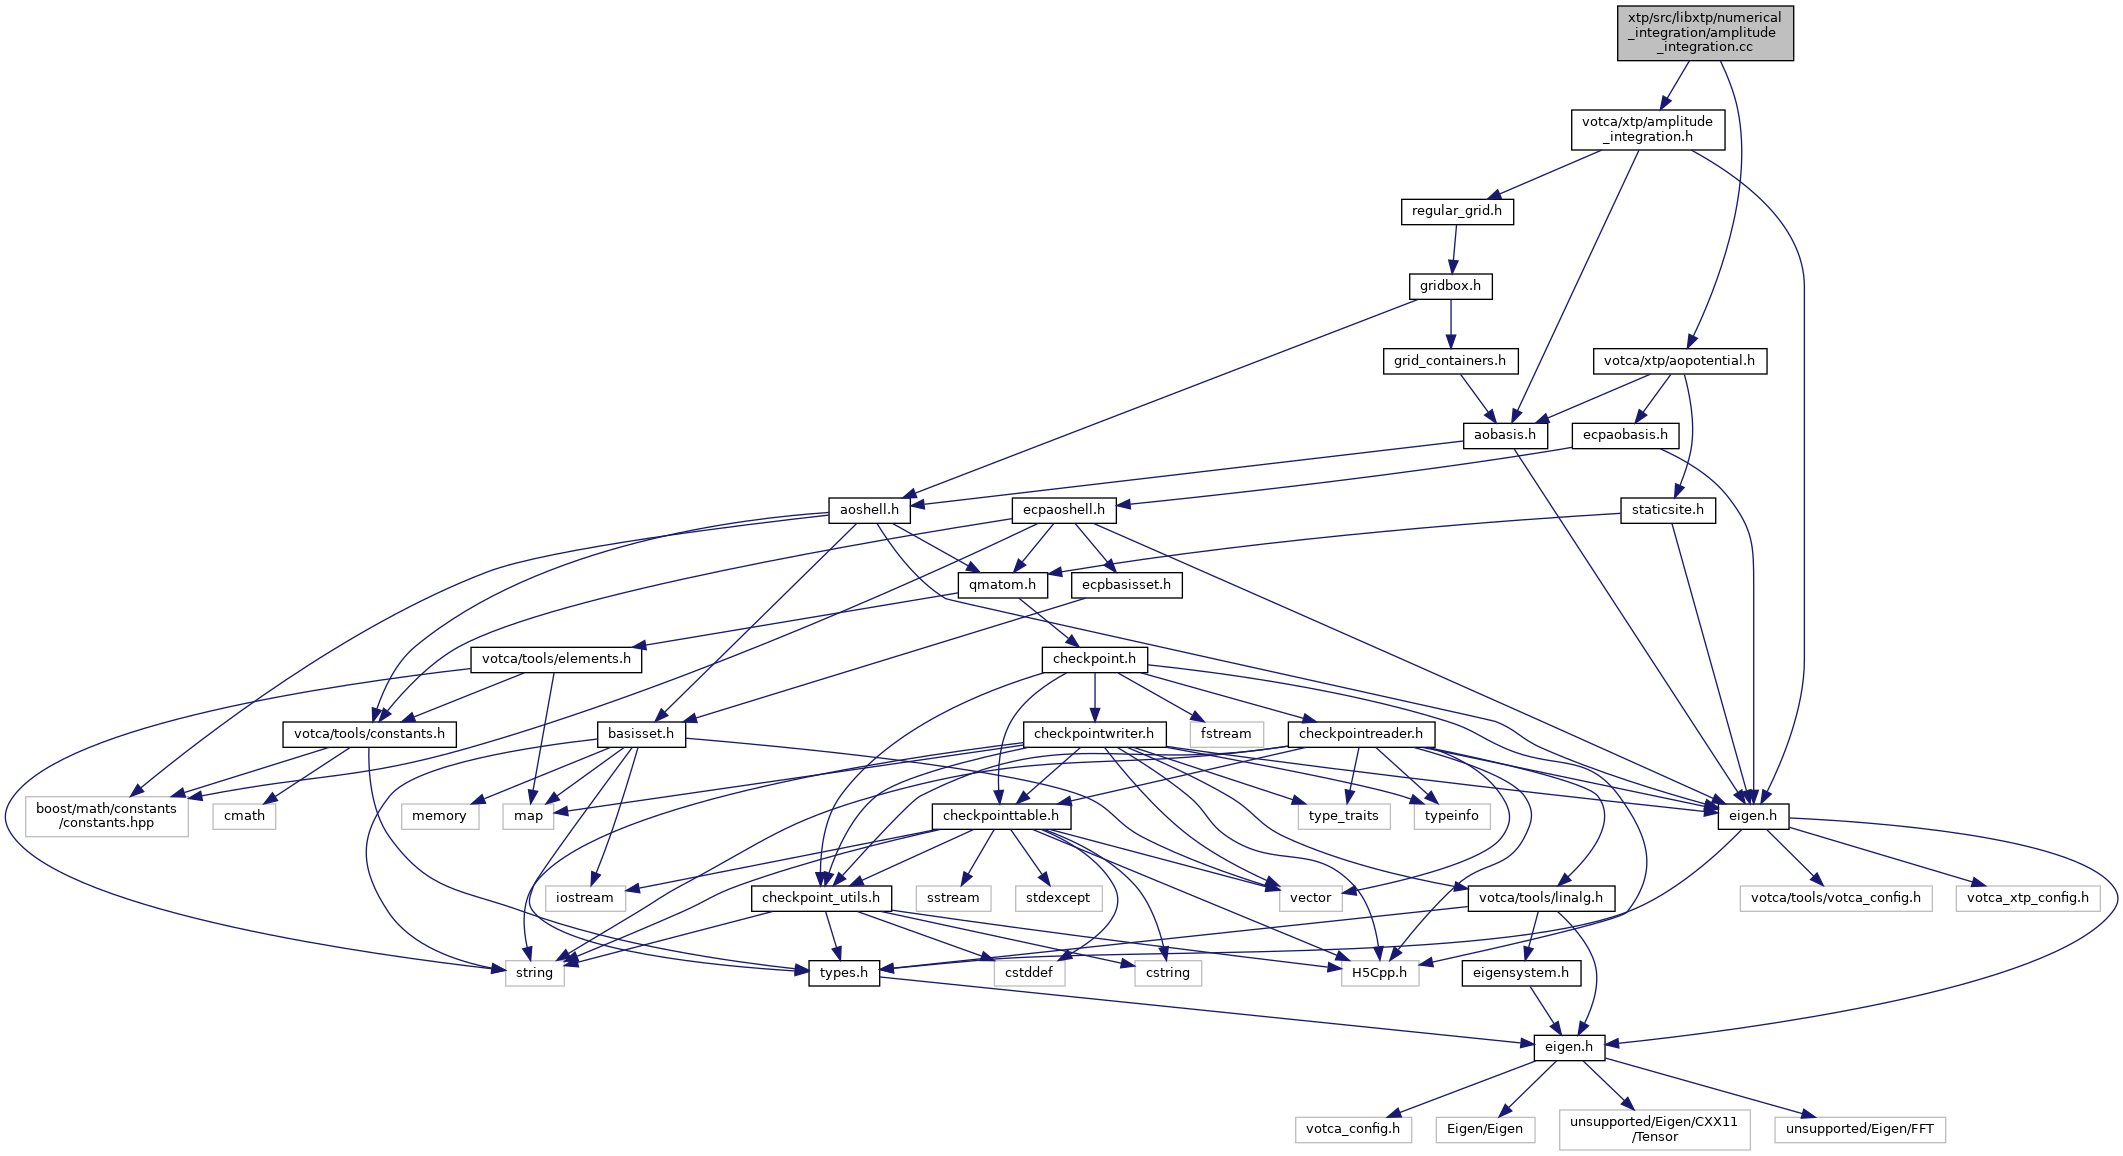 xtp/src/libxtp/numerical
_integration/amplitude
_integration.cc
votca/xtp/amplitude
_integration.h
regular_grid.h
gridbox.h
grid_containers.h
votca/xtp/aopotential.h
aobasis.h
ecpaobasis.h
aoshell.h
ecpaoshell.h
staticsite.h
qmatom.h
ecpbasisset.h
votca/tools/elements.h
checkpoint.h
votca/tools/constants.h
basisset.h
checkpointwriter.h
fstream
checkpointreader.h
boost/math/constants
/constants.hpp
cmath
memory
map
checkpointtable.h
type_traits
typeinfo
eigen.h
iostream
checkpoint_utils.h
sstream
stdexcept
vector
votca/tools/linalg.h
votca/tools/votca_config.h
votca_xtp_config.h
string
types.h
cstddef
cstring
H5Cpp.h
eigensystem.h
eigen.h
votca_config.h
Eigen/Eigen
unsupported/Eigen/CXX11
/Tensor
unsupported/Eigen/FFT